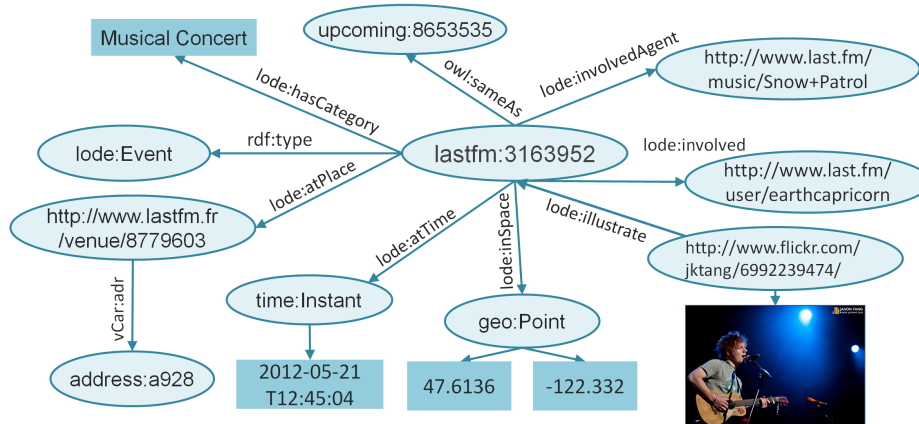 Musical Concert
upcoming:8653535
http://www.last.fm/
music/Snow+Patrol
lode:hasCategory
owl:sameAs
lode:involvedAgent
lode:Event
rdf:type
lastfm:3163952
lode:involved
http://www.last.fm/
user/earthcapricorn
lode:atPlace
http://www.lastfm.fr
/venue/8779603
lode:atTime
lode:inSpace
lode:illustrate
http://www.flickr.com/
jktang/6992239474/
vCar:adr
time:Instant
geo:Point
JASON TANG
address:a928
2012-05-21
T12:45:04
47.6136
-122.332